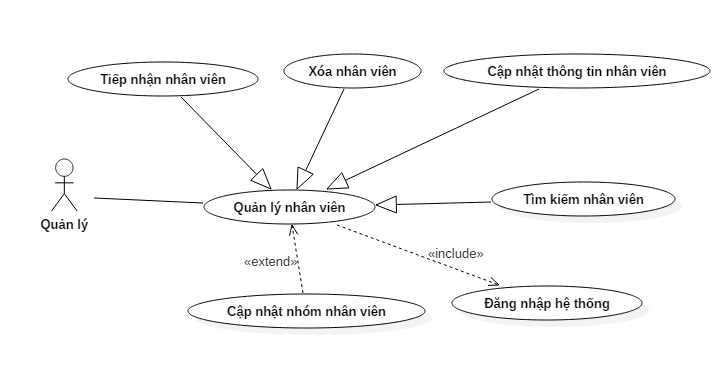 Tiếp nhận nhân viên
Xóa nhân viên
Cập nhật thông tin nhân viên
Quản lý
Quản lý nhân viên
Tìm kiếm nhân viên
«extend»
«include»
Cập nhật nhóm nhân viên
Đăng nhập hệ thống